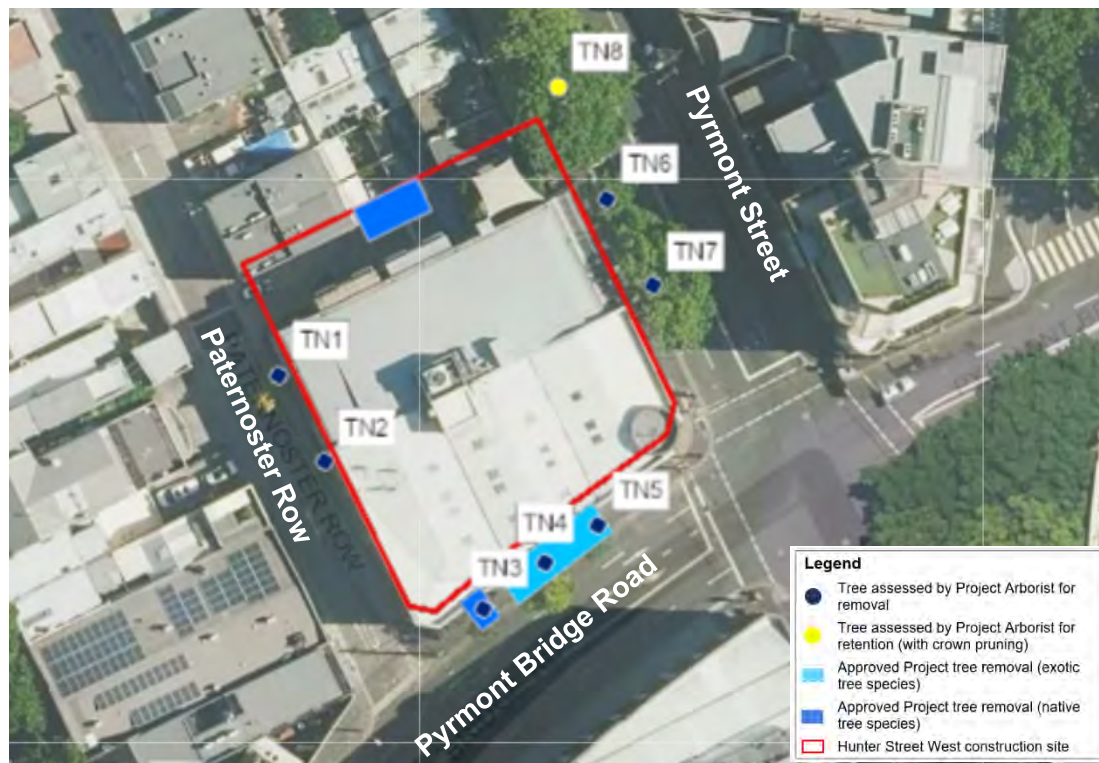 TN8
Pyrmont Street
TN6
TN7
TN1
Paternoster Row
TN2
PATERNOSTER ROW
TN5
TN4
TN3
Pyrmont Bridge Road
Legend
Tree assessed by Project Arborist for
removal
Tree assessed by Project Arborist for
retention (with crown pruning)
Approved Project tree removal (exotic
tree species)
Approved Project tree removal (native
tree species)
Hunter Street West construction site